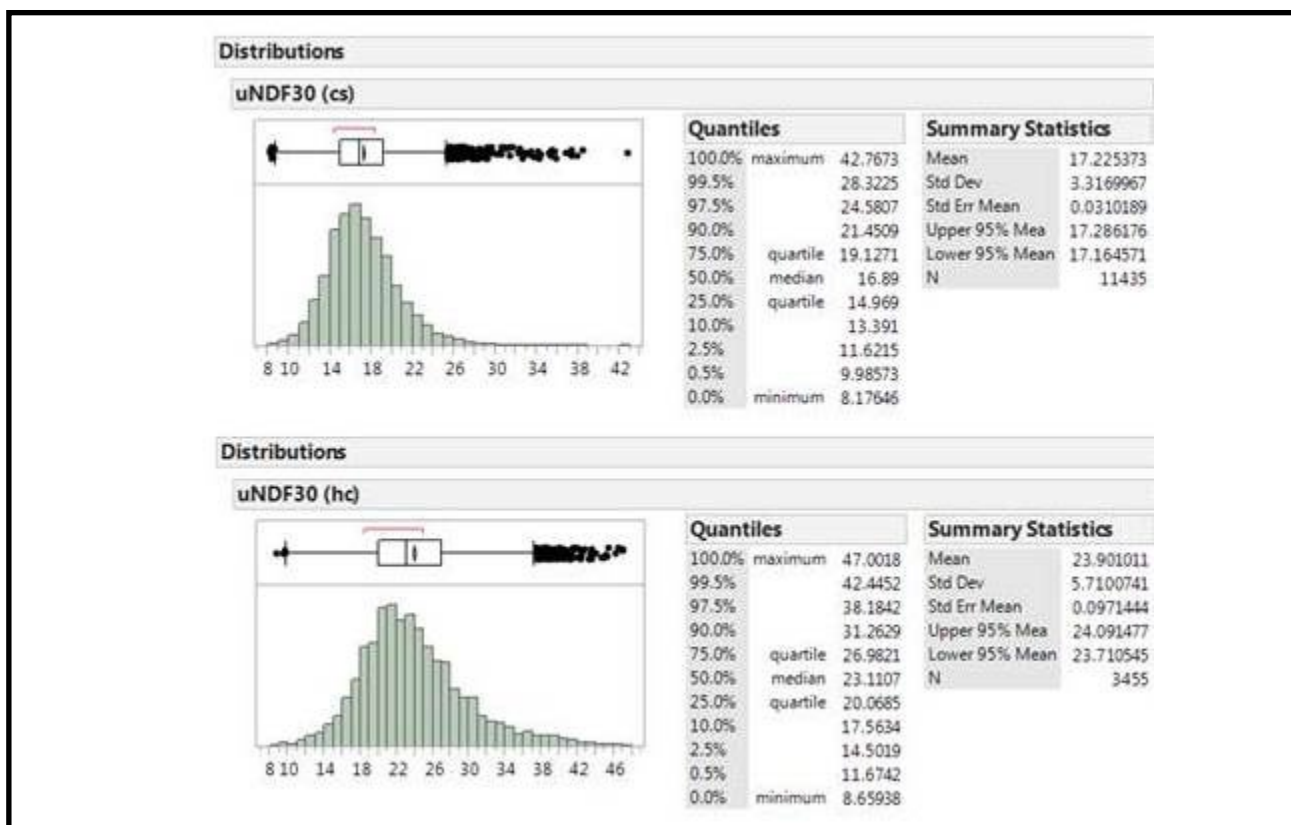 Distributions
uNDF30 (cs)
8 10 14 18 22 26 30 34 38 42
Quantiles
100.0% maximum 42.7673
99.5% 28.3225
97.5% 24.5807
90.0% 21.4509
75.0% quartile 19.1271
50.0% median 16.89
25.0% quartile 14.969
10.0% 13.391
2.5% 11.6215
0.5% 9.98573
0.0% minimum 8.17646
Summary Statistics
Mean 17.225373
Std Dev 3.3169967
Std Err Mean 0.0310189
Upper 95% Mea 17.286176
Lower 95% Mean 17.164571
N 11435
Distributions
uNDF30 (hc)
8 10 14 18 22 26 30 34 38 42 46
Quantiles
100.0% maximum 47.0018
99.5% 42.4452
97.5% 38.1842
90.0% 31.2629
75.0% quartile 26.9821
50.0% median 23.1107
25.0% quartile 20.0685
10.0% 17.5634
2.5% 14.5019
0.5% 11.6742
0.0% minimum 8.65938
Summary Statistics
Mean 23.901011
Std Dev 5.7100741
Std Err Mean 0.0971444
Upper 95% Mea 24.091477
Lower 95% Mean 23.710545
N 3455